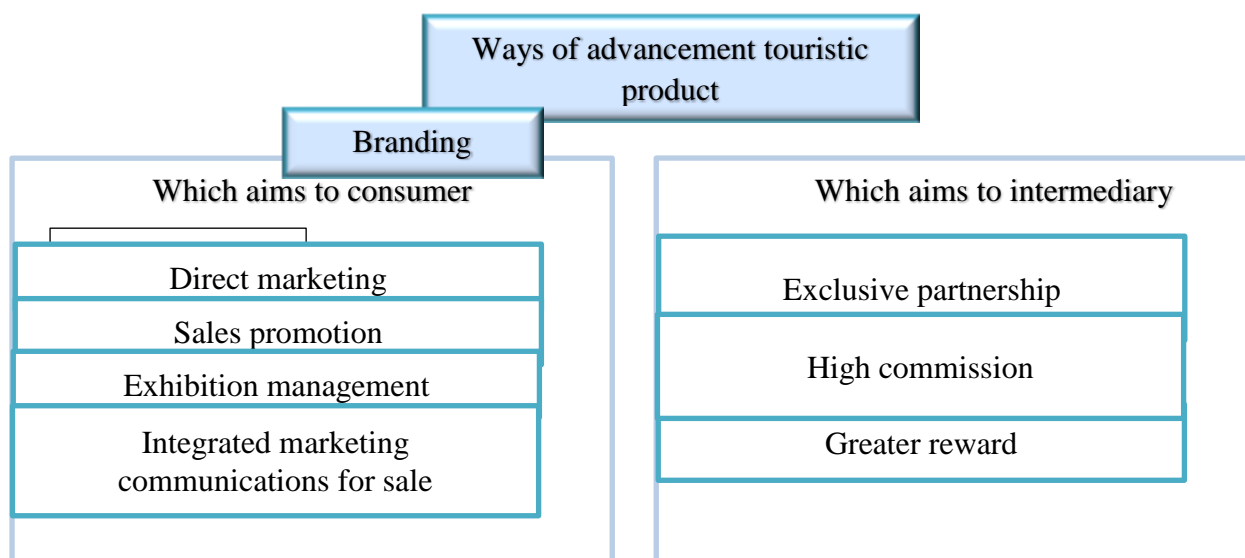 Ways of advancement touristic
product
Branding
Which aims to consumer
Direct marketing
Sales promotion
Exhibition management
Integrated marketing
communications for sale
Which aims to intermediary
Exclusive partnership
High commission
Greater reward